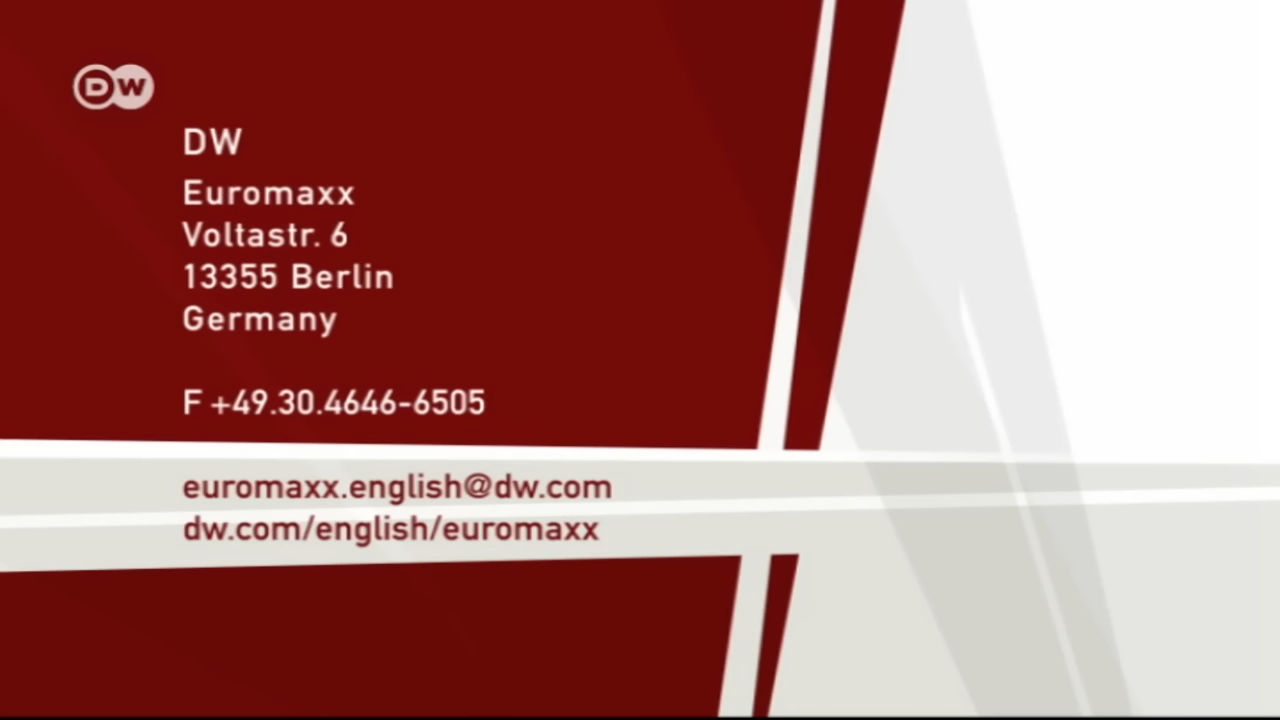 DW
DW
Euromaxx
Voltastr. 6
13355 Berlin
Germany
F +49.30.4646-6505
euromaxx.english@dw.com
dw.com/english/euromaxx